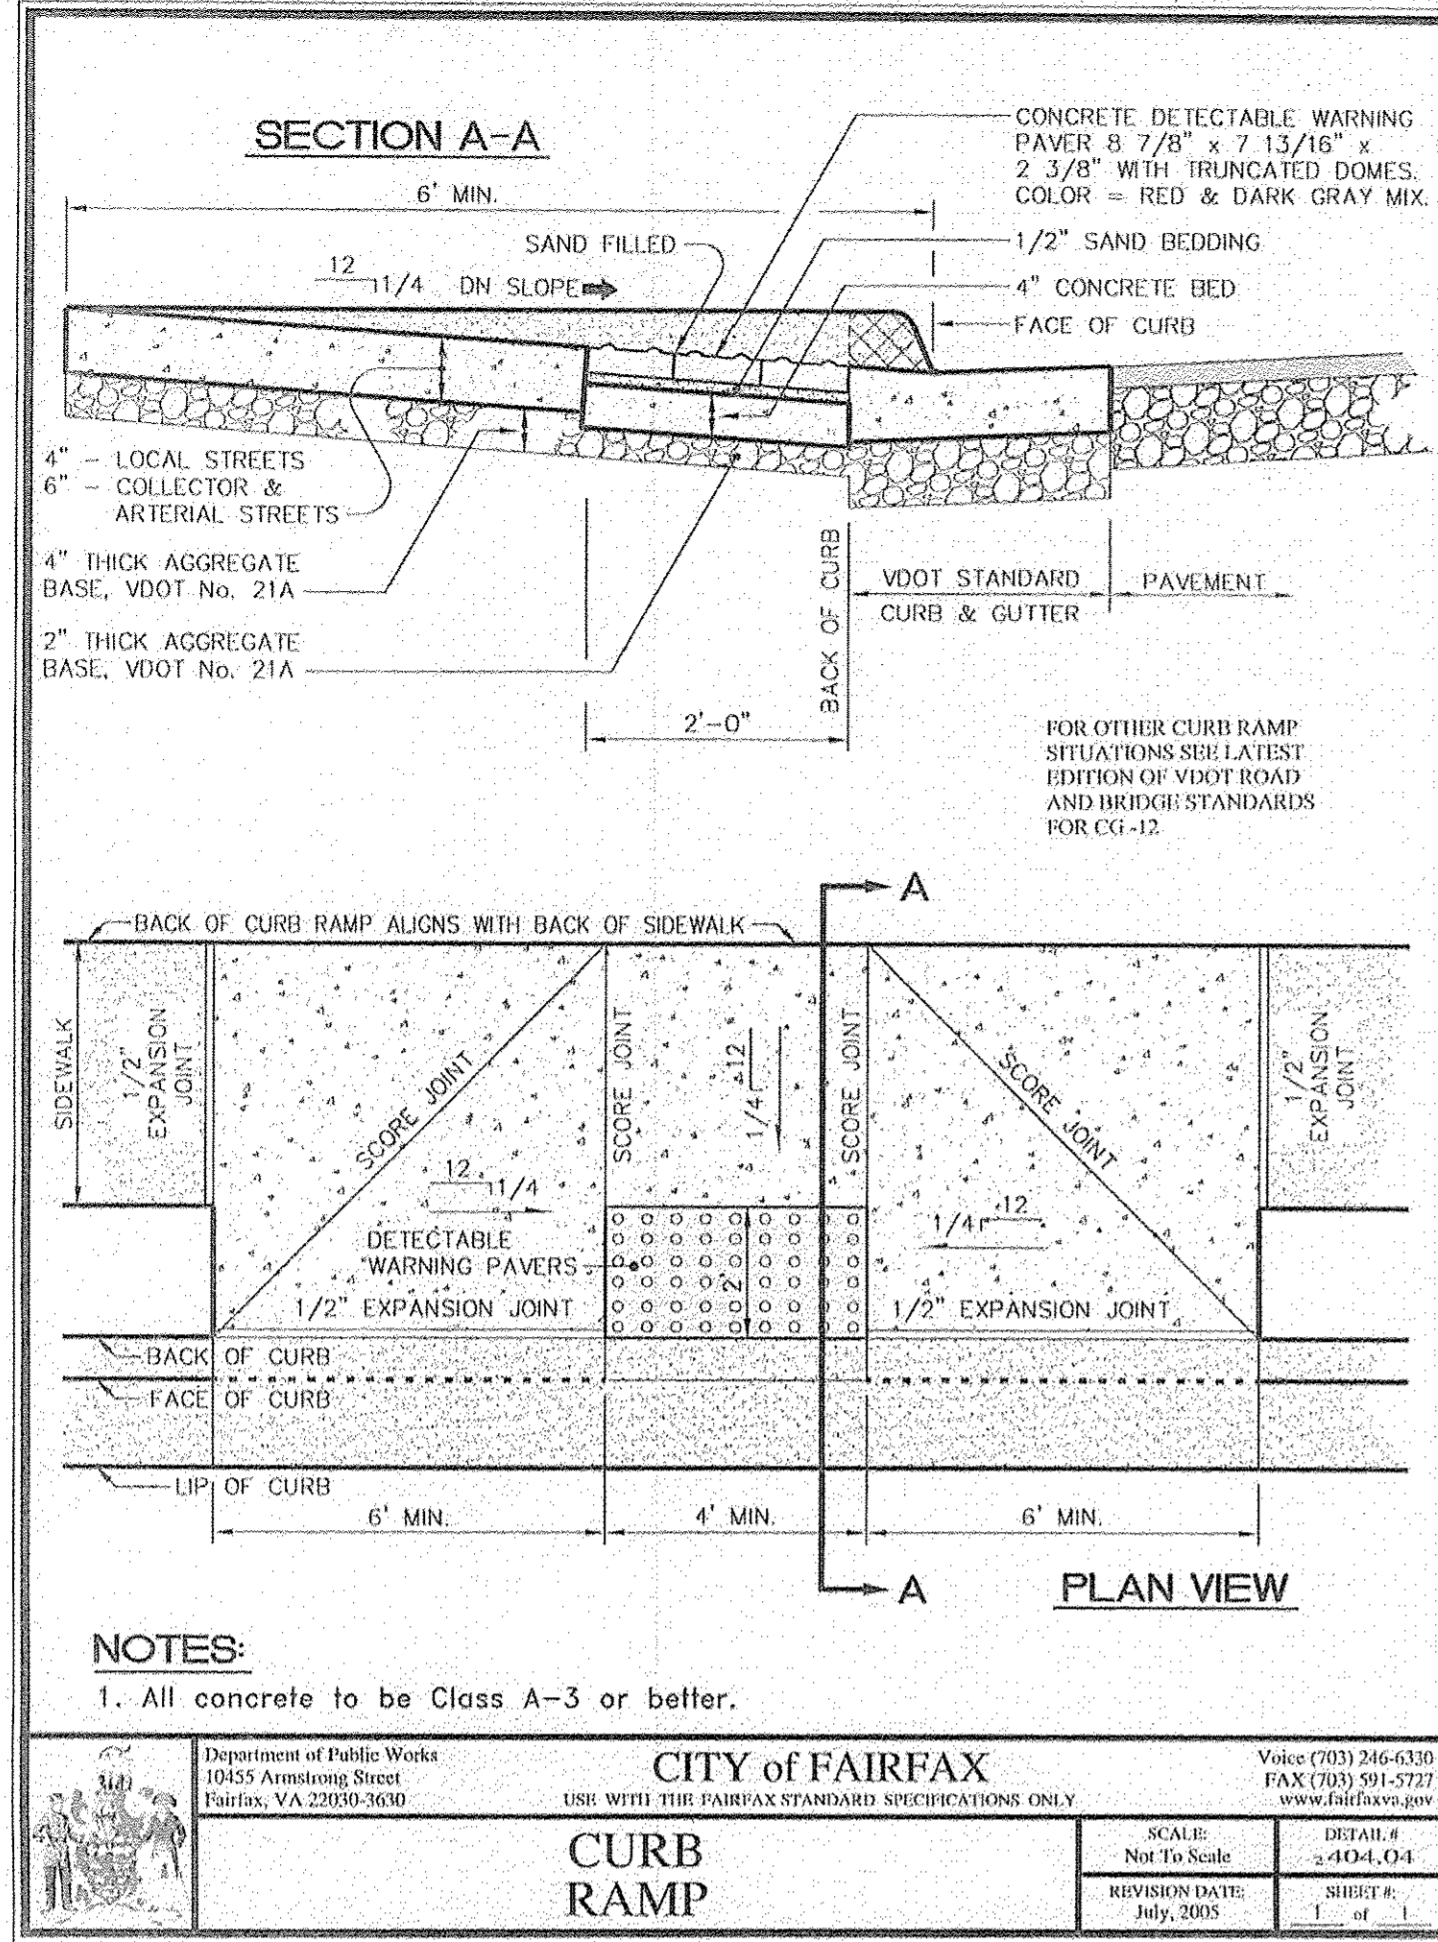 SECTION A-A
CONCRETE DETECTABLE WARNING
PAVER 8 7/8" x 7 13/16" x
2 3/8" WITH TRUNCATED DOMES.
COLOR = RED & DARK GRAY MIX.
6' MIN.
SAND FILLED
1/2" SAND BEDDING
12
1/4 DN SLOPE
4" CONCRETE BED
FACE OF CURB
4" - LOCAL STREETS
6" - COLLECTOR &
ARTERIAL STREETS
4" THICK AGGREGATE
BASE, VDOT No. 21A
2" THICK AGGREGATE
BASE, VDOT No. 21A
BACK OF CURB
VDOT STANDARD
CURB & GUTTER
PAVEMENT
2'-0"
FOR OTHER CURB RAMP
SITUATIONS SEE LATEST
EDITION OF VDOT ROAD
AND BRIDGE STANDARDS
FOR CG-12
A
BACK OF CURB RAMP ALIGNS WITH BACK OF SIDEWALK
SIDEWALK
1/2"
EXPANSION
JOINT
SCORE JOINT
SCORE JOINT
12
1/4
SCORE JOINT
SCORE JOINT
1/2"
EXPANSION
JOINT
12
1/4
12
1/4
DETECTABLE
WARNING PAVERS
2'
1/2" EXPANSION JOINT
1/2" EXPANSION JOINT
BACK OF CURB
FACE OF CURB
LIP OF CURB
6' MIN.
4' MIN.
6' MIN.
A
PLAN VIEW
NOTES:
1. All concrete to be Class A-3 or better.
Department of Public Works
10455 Armstrong Street
Fairfax, VA 22030-3630
CITY of FAIRFAX
USE WITH THE FAIRFAX STANDARD SPECIFICATIONS ONLY
Voice (703) 246-6330
FAX (703) 591-5727
www.fairfaxva.gov
CURB
RAMP
SCALE:
Not To Scale
DETAIL #
404.04
REVISION DATE:
July, 2005
SHEET #:
1 of 1